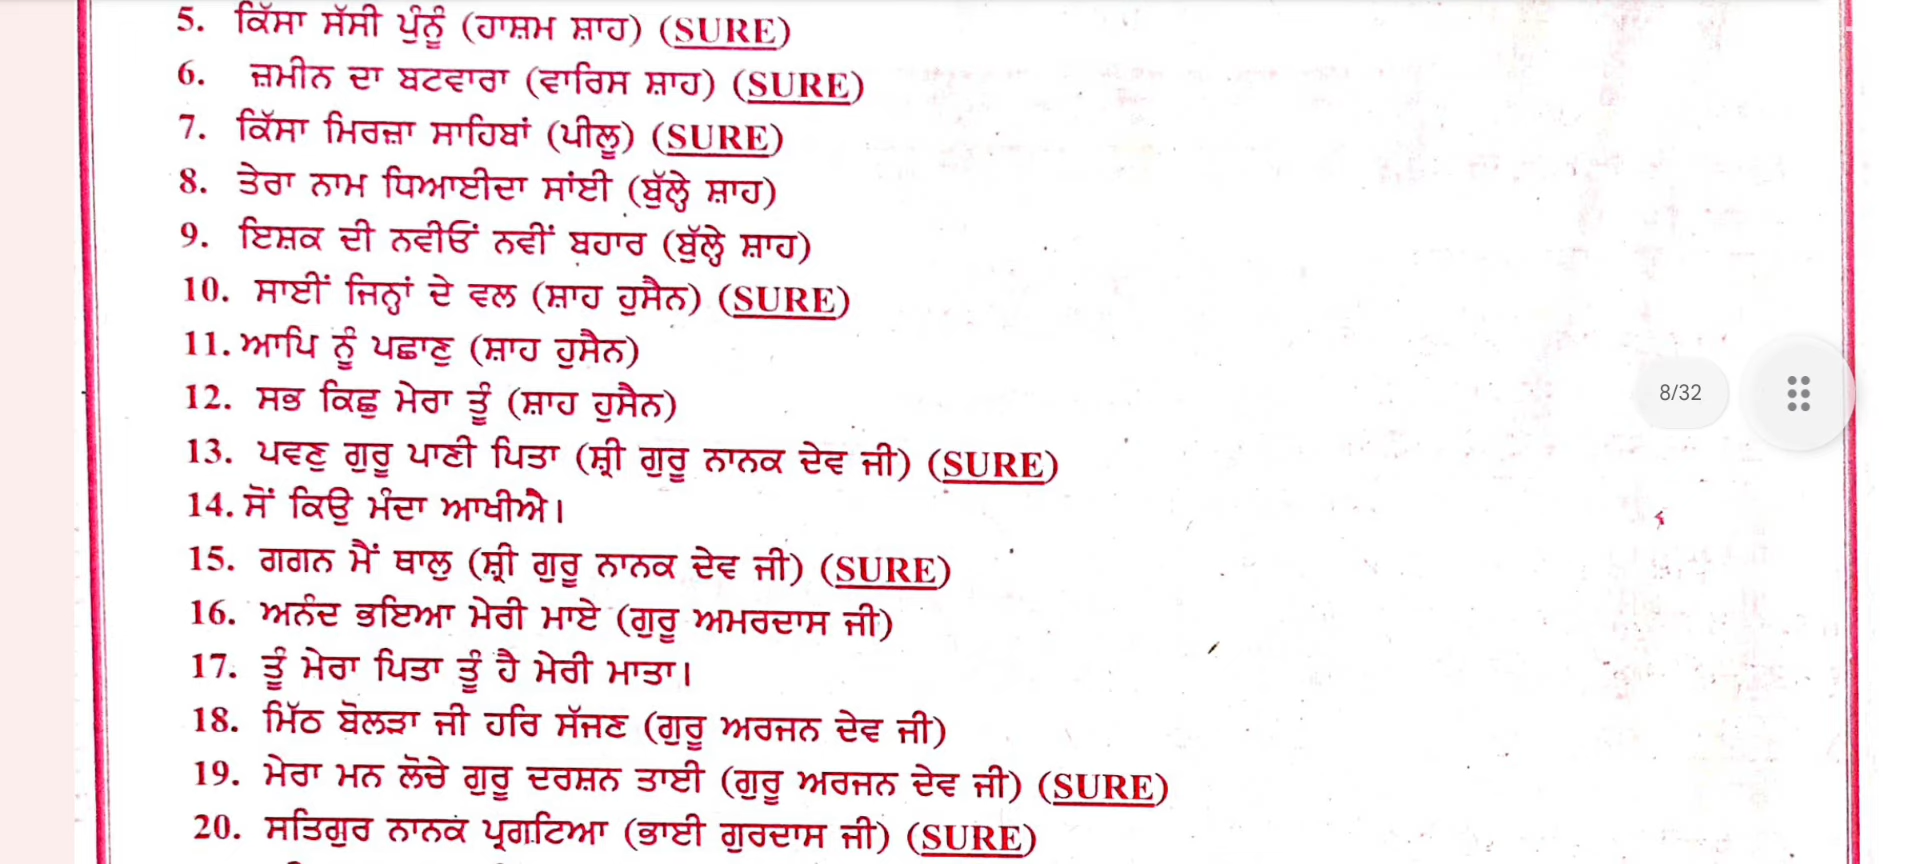 5. ਕਿੱਸਾ ਸੱਸੀ ਪੁੰਨੂੰ (ਹਾਸ਼ਮ ਸ਼ਾਹ) (SURE)
6. ਜ਼ਮੀਨ ਦਾ ਬਟਵਾਰਾ (ਵਾਰਿਸ ਸ਼ਾਹ) (SURE)
7. ਕਿੱਸਾ ਮਿਰਜ਼ਾ ਸਾਹਿਬਾਂ (ਪੀਲੂ) (SURE)
8. ਤੇਰਾ ਨਾਮ ਧਿਆਈਦਾ ਸਾਂਈ (ਬੁੱਲ੍ਹੇ ਸ਼ਾਹ)
9. ਇਸ਼ਕ ਦੀ ਨਵੀਓਂ ਨਵੀਂ ਬਹਾਰ (ਬੁੱਲ੍ਹੇ ਸ਼ਾਹ)
10. ਸਾਈਂ ਜਿਨ੍ਹਾਂ ਦੇ ਵਲ (ਸ਼ਾਹ ਹੁਸੈਨ) (SURE)
11. ਆਪਿ ਨੂੰ ਪਛਾਣੁ (ਸ਼ਾਹ ਹੁਸੈਨ)
12. ਸਭ ਕਿਛੁ ਮੇਰਾ ਤੂੰ (ਸ਼ਾਹ ਹੁਸੈਨ)
8/32
13. ਪਵਣੁ ਗੁਰੂ ਪਾਣੀ ਪਿਤਾ (ਸ਼੍ਰੀ ਗੁਰੂ ਨਾਨਕ ਦੇਵ ਜੀ) (SURE)
14. ਸੋਂ ਕਿਉ ਮੰਦਾ ਆਖੀਐ।
15. ਗਗਨ ਮੈਂ ਥਾਲੁ (ਸ਼੍ਰੀ ਗੁਰੂ ਨਾਨਕ ਦੇਵ ਜੀ) (SURE)
16. ਅਨੰਦ ਭਇਆ ਮੇਰੀ ਮਾਏ (ਗੁਰੂ ਅਮਰਦਾਸ ਜੀ)
17. ਤੂੰ ਮੇਰਾ ਪਿਤਾ ਤੂੰ ਹੈ ਮੇਰੀ ਮਾਤਾ।
18. ਮਿੱਠ ਬੋਲੜਾ ਜੀ ਹਰਿ ਸੱਜਣ (ਗੁਰੂ ਅਰਜਨ ਦੇਵ ਜੀ)
19. ਮੇਰਾ ਮਨ ਲੋਚੇ ਗੁਰੂ ਦਰਸ਼ਨ ਤਾਈ (ਗੁਰੂ ਅਰਜਨ ਦੇਵ ਜੀ) (SURE)
20. ਸਤਿਗੁਰ ਨਾਨਕ ਪ੍ਰਗਟਿਆ (ਭਾਈ ਗੁਰਦਾਸ ਜੀ) (SURE)